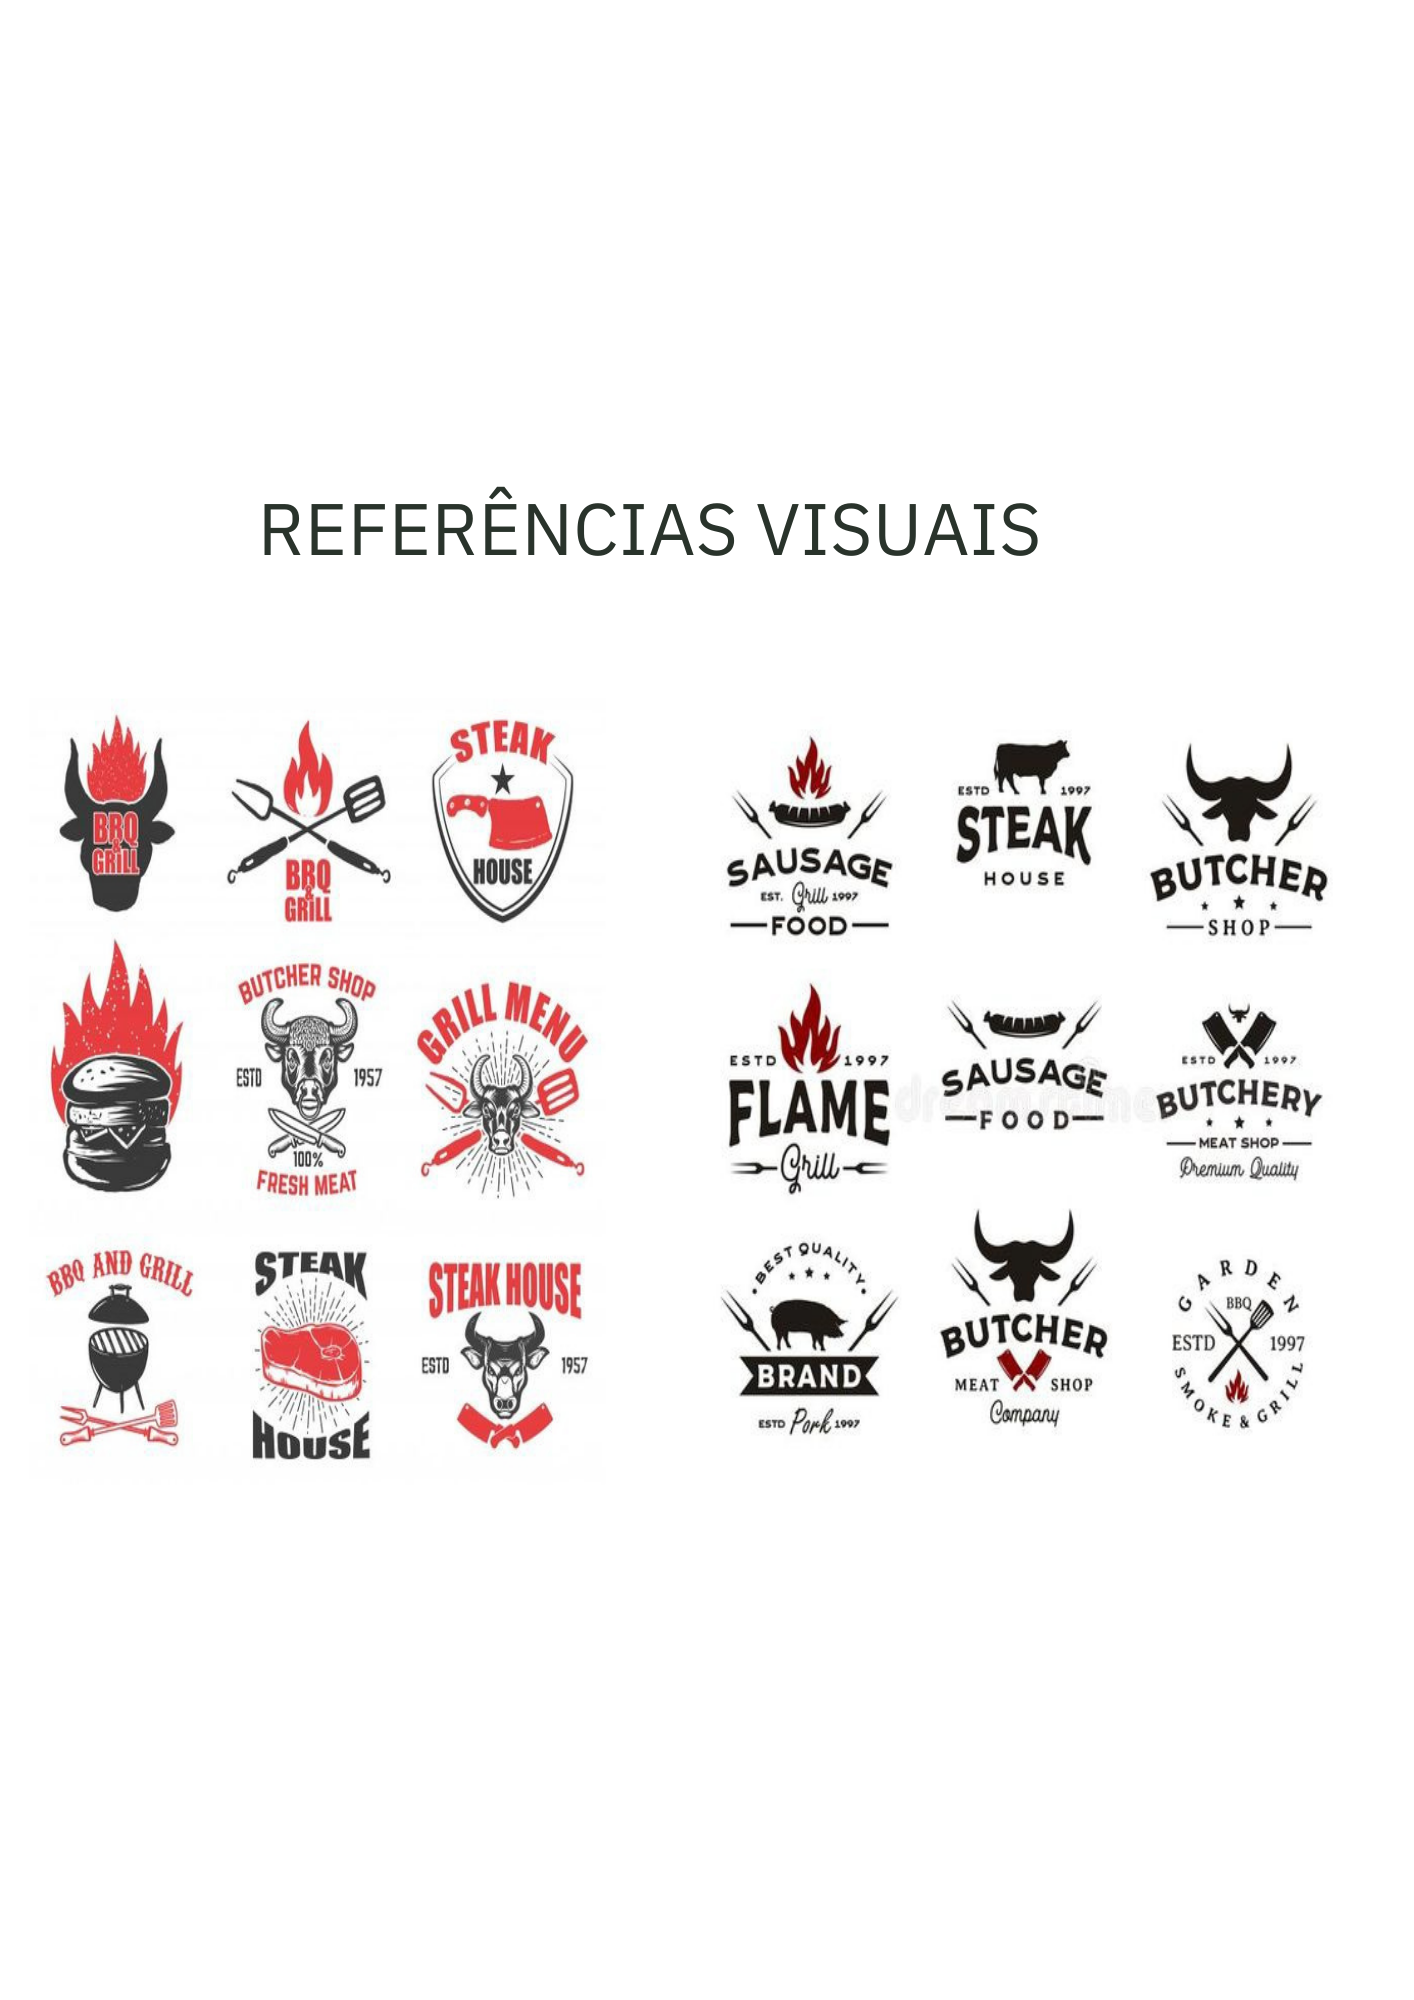 REFERÊNCIAS VISUAIS
BBQ
&
GRILL
BBQ
&
GRILL
STEAK
HOUSE
BUTCHER SHOP
ESTD 1957
100%
FRESH MEAT
GRILL MENU
BBQ AND GRILL
STEAK
HOUSE
STEAK HOUSE
ESTD 1957
SAUSAGE
EST. Grill 1997
FOOD
ESTD 1997
STEAK
HOUSE
BUTCHER
SHOP
ESTD 1997
FLAME
Grill
SAUSAGE
FOOD
ESTD 1997
BUTCHERY
MEAT SHOP
Premium Quality
BEST QUALITY
BRAND
ESTD Pork 1997
BUTCHER
MEAT SHOP
Company
GARDEN
BBQ
ESTD 1997
SMOKE & GRILL